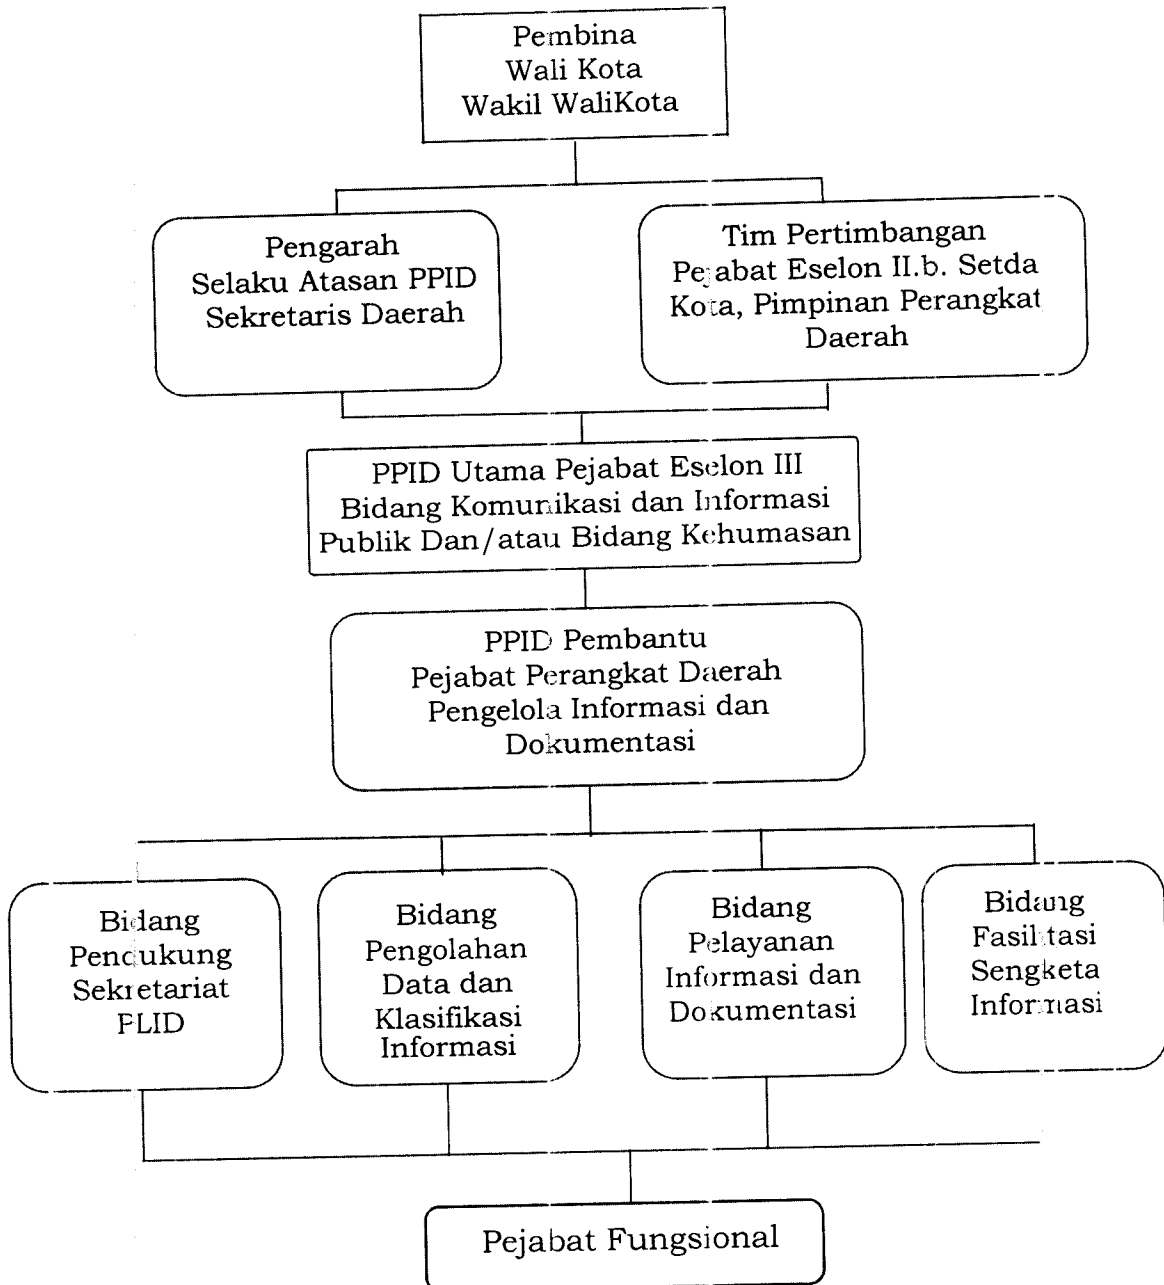 Pembina
Wali Kota
Wakil WaliKota
Pengarah
Selaku Atasan PPID
Sekretaris Daerah
Tim Pertimbangan
Pejabat Eselon II.b. Setda
Kota, Pimpinan Perangkat
Daerah
PPID Utama Pejabat Eselon III
Bidang Komunikasi dan Informasi
Publik Dan/atau Bidang Kehumasan
PPID Pembantu
Pejabat Perangkat Daerah
Pengelola Informasi dan
Dokumentasi
Bidang
Pendukung
Sekretariat
PLID
Bidang
Pengolahan
Data dan
Klasifikasi
Informasi
Bidang
Pelayanan
Informasi dan
Dokumentasi
Bidang
Fasilitasi
Sengketa
Informasi
Pejabat Fungsional